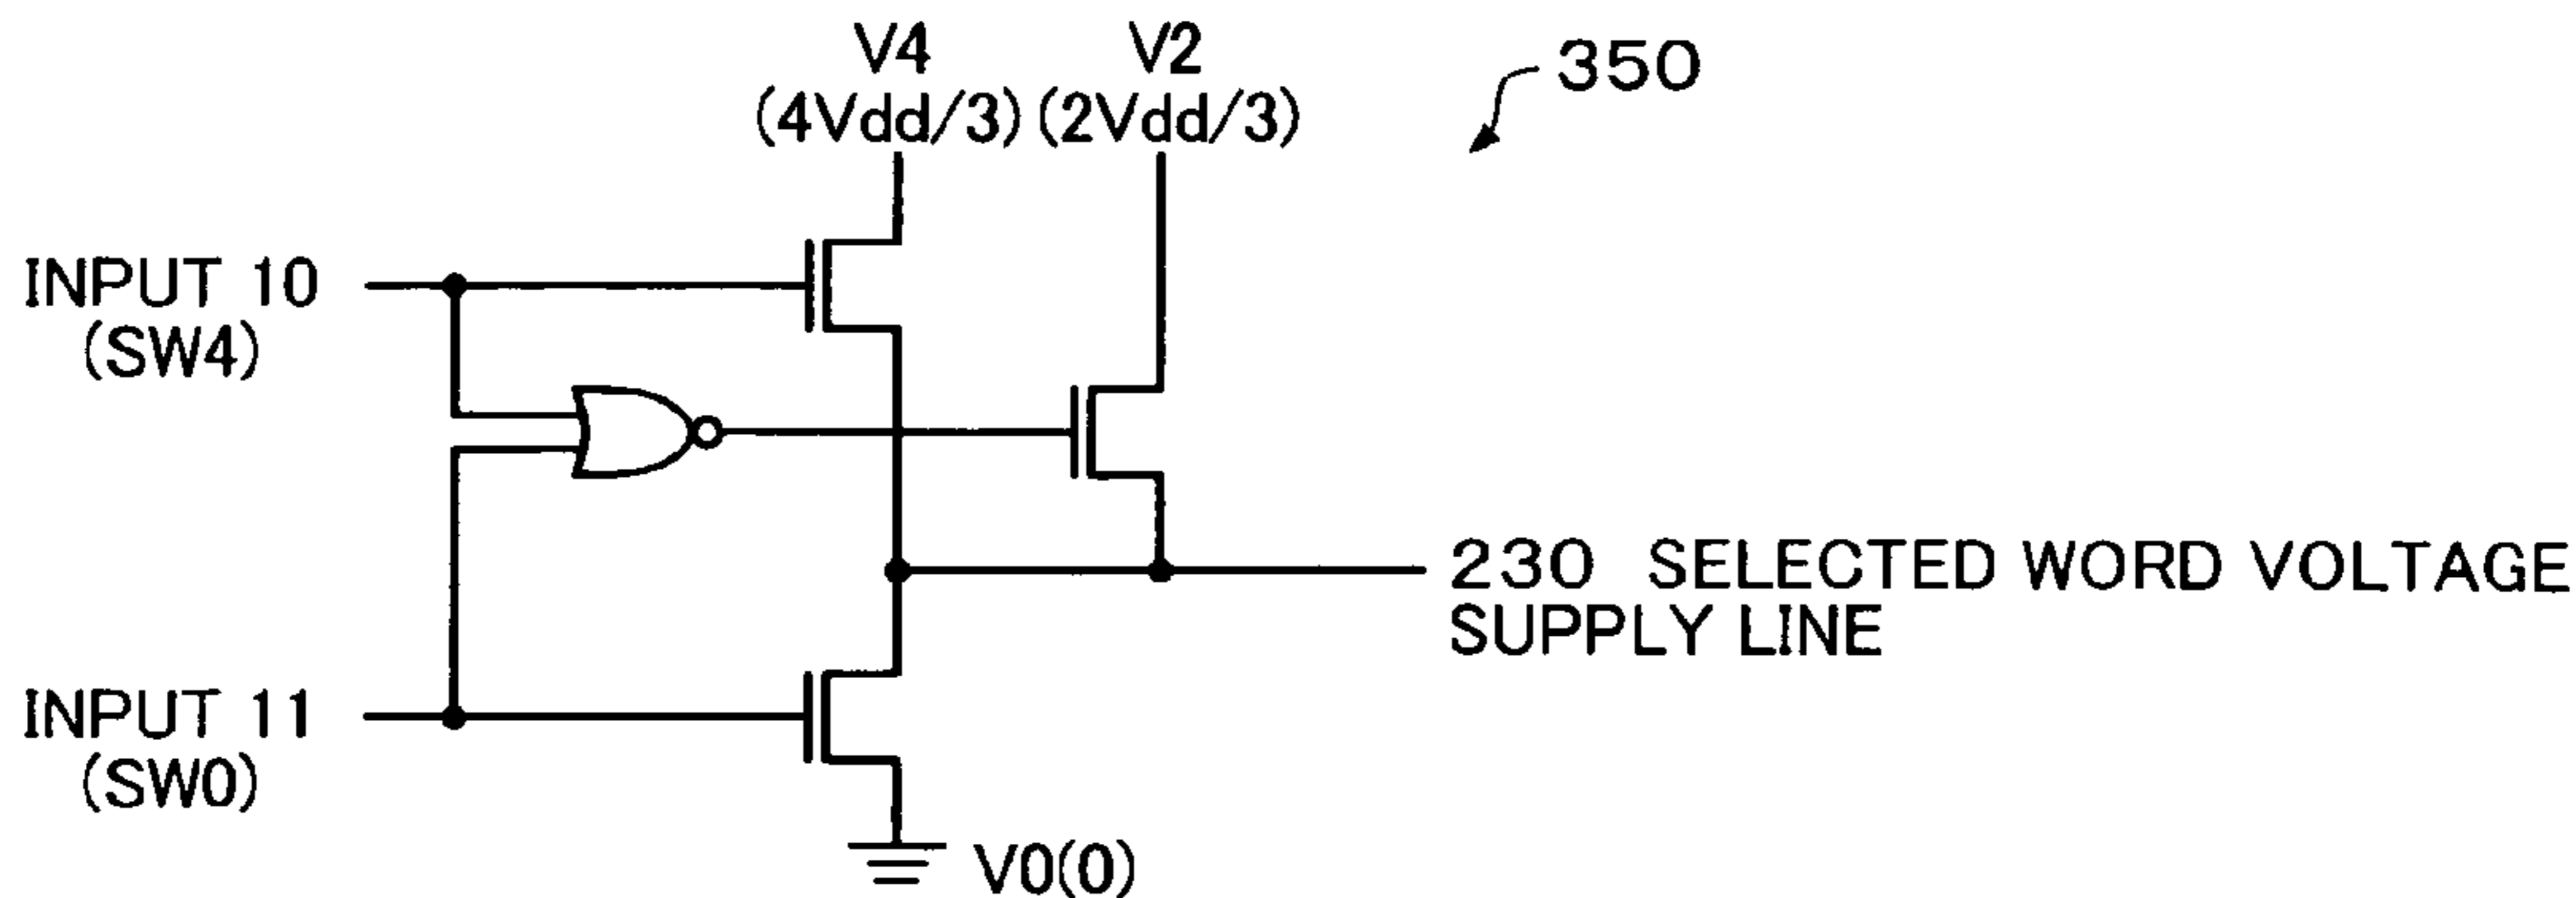 V4
(4Vdd/3)
V2
(2Vdd/3)
350
INPUT 10
(SW4)
230 SELECTED WORD VOLTAGE
SUPPLY LINE
INPUT 11
(SW0)
V0(0)